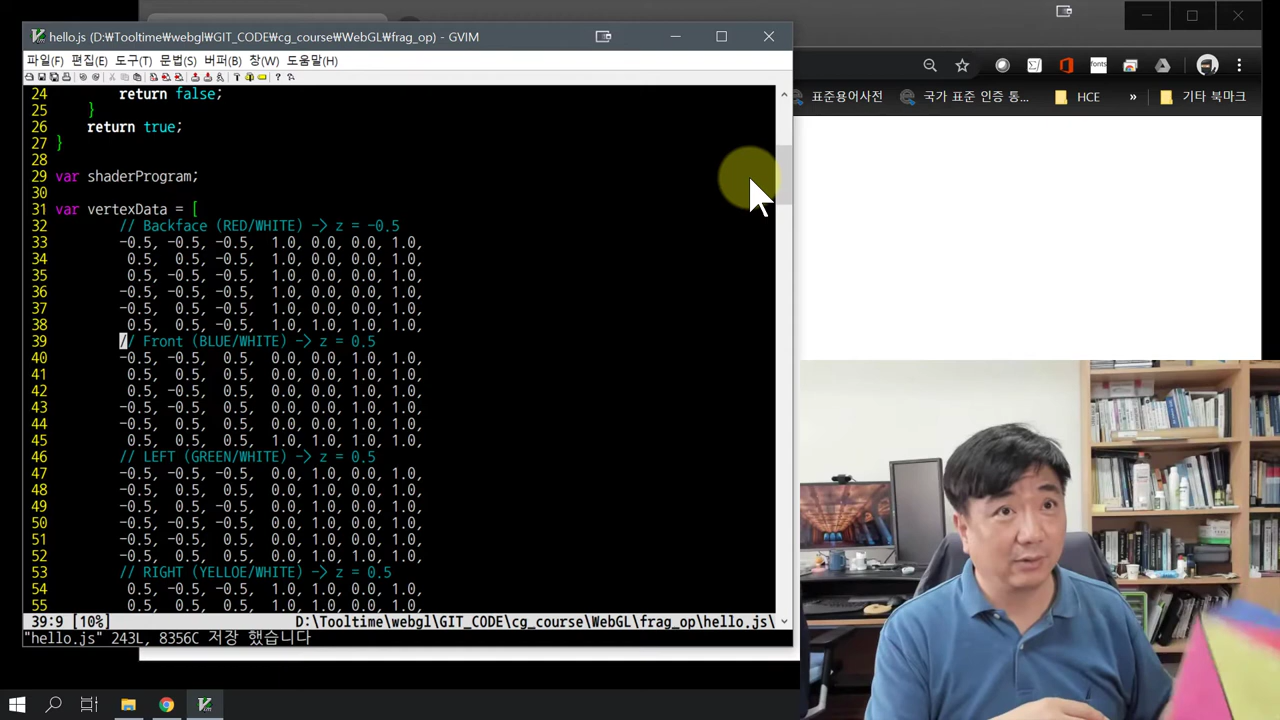 hello.js (D:₩Tooltime₩webgl₩GIT_CODE₩cg_course₩WebGL₩frag_op) - GVIM
파일(F) 편집(E) 도구(T) 문법(S) 버퍼(B) 창(W) 도움말(H)
fonts
표준용어사전 국가 표준 인증 통... HCE » 기타 북마크
24 return false;
25 }
26 return true;
27 }
28
29 var shaderProgram;
30
31 var vertexData = [
32 // Backface (RED/WHITE) -> z = -0.5
33 -0.5, -0.5, -0.5, 1.0, 0.0, 0.0, 1.0,
34 0.5, 0.5, -0.5, 1.0, 0.0, 0.0, 1.0,
35 0.5, -0.5, -0.5, 1.0, 0.0, 0.0, 1.0,
36 -0.5, -0.5, -0.5, 1.0, 0.0, 0.0, 1.0,
37 -0.5, 0.5, -0.5, 1.0, 0.0, 0.0, 1.0,
38 0.5, 0.5, -0.5, 1.0, 1.0, 1.0, 1.0,
39 // Front (BLUE/WHITE) -> z = 0.5
40 -0.5, -0.5, 0.5, 0.0, 0.0, 1.0, 1.0,
41 0.5, 0.5, 0.5, 0.0, 0.0, 1.0, 1.0,
42 0.5, -0.5, 0.5, 0.0, 0.0, 1.0, 1.0,
43 -0.5, -0.5, 0.5, 0.0, 0.0, 1.0, 1.0,
44 -0.5, 0.5, 0.5, 0.0, 0.0, 1.0, 1.0,
45 0.5, 0.5, 0.5, 1.0, 1.0, 1.0, 1.0,
46 // LEFT (GREEN/WHITE) -> z = 0.5
47 -0.5, -0.5, -0.5, 0.0, 1.0, 0.0, 1.0,
48 -0.5, 0.5, 0.5, 0.0, 1.0, 0.0, 1.0,
49 -0.5, 0.5, -0.5, 0.0, 1.0, 0.0, 1.0,
50 -0.5, -0.5, -0.5, 0.0, 1.0, 0.0, 1.0,
51 -0.5, -0.5, 0.5, 0.0, 1.0, 0.0, 1.0,
52 -0.5, 0.5, 0.5, 0.0, 1.0, 1.0, 1.0,
53 // RIGHT (YELLOE/WHITE) -> z = 0.5
54 0.5, -0.5, -0.5, 1.0, 1.0, 0.0, 1.0,
55 0.5, 0.5, 0.5, 1.0, 1.0, 0.0, 1.0,
39:9 [10%] D:\Tooltime\webgl\GIT_CODE\cg_course\WebGL\frag_op\hello.js\
"hello.js" 243L, 8356C 저장 했습니다